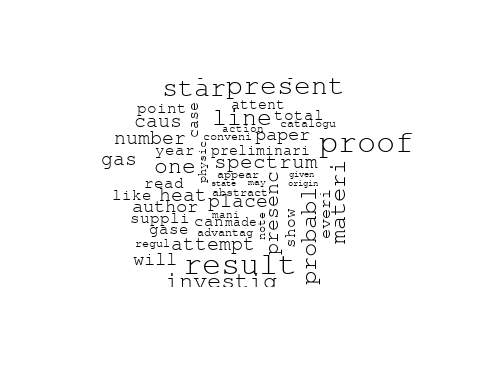 star present
point attent
caus case line total
action catalogu
number conveni paper proof
year physic preliminari
gas one spectrum
appear given
read state may origin
like heat abstract
author place presenc probabl materi
suppli mani everi
gase canmade note show
advantag
regul attempt
will result
investig